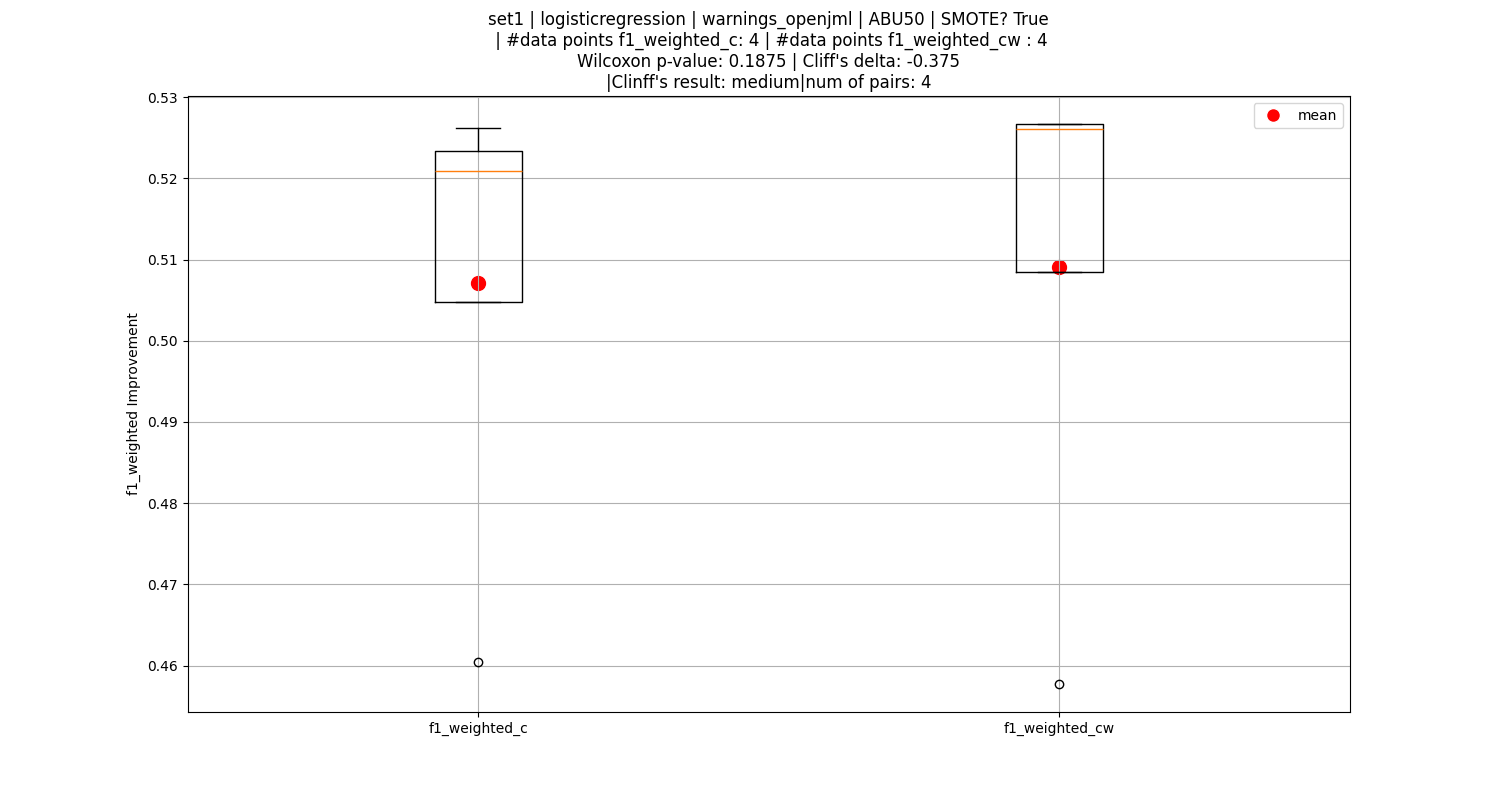 set1 | logisticregression | warnings_openjml | ABU50 | SMOTE? True
| #data points f1_weighted_c: 4 | #data points f1_weighted_cw : 4
Wilcoxon p-value: 0.1875 | Cliff's delta: -0.375
|Clinff's result: medium|num of pairs: 4
mean
0.53
0.52
0.51
0.50
0.49
0.48
0.47
0.46
f1_weighted Improvement
f1_weighted_c
f1_weighted_cw